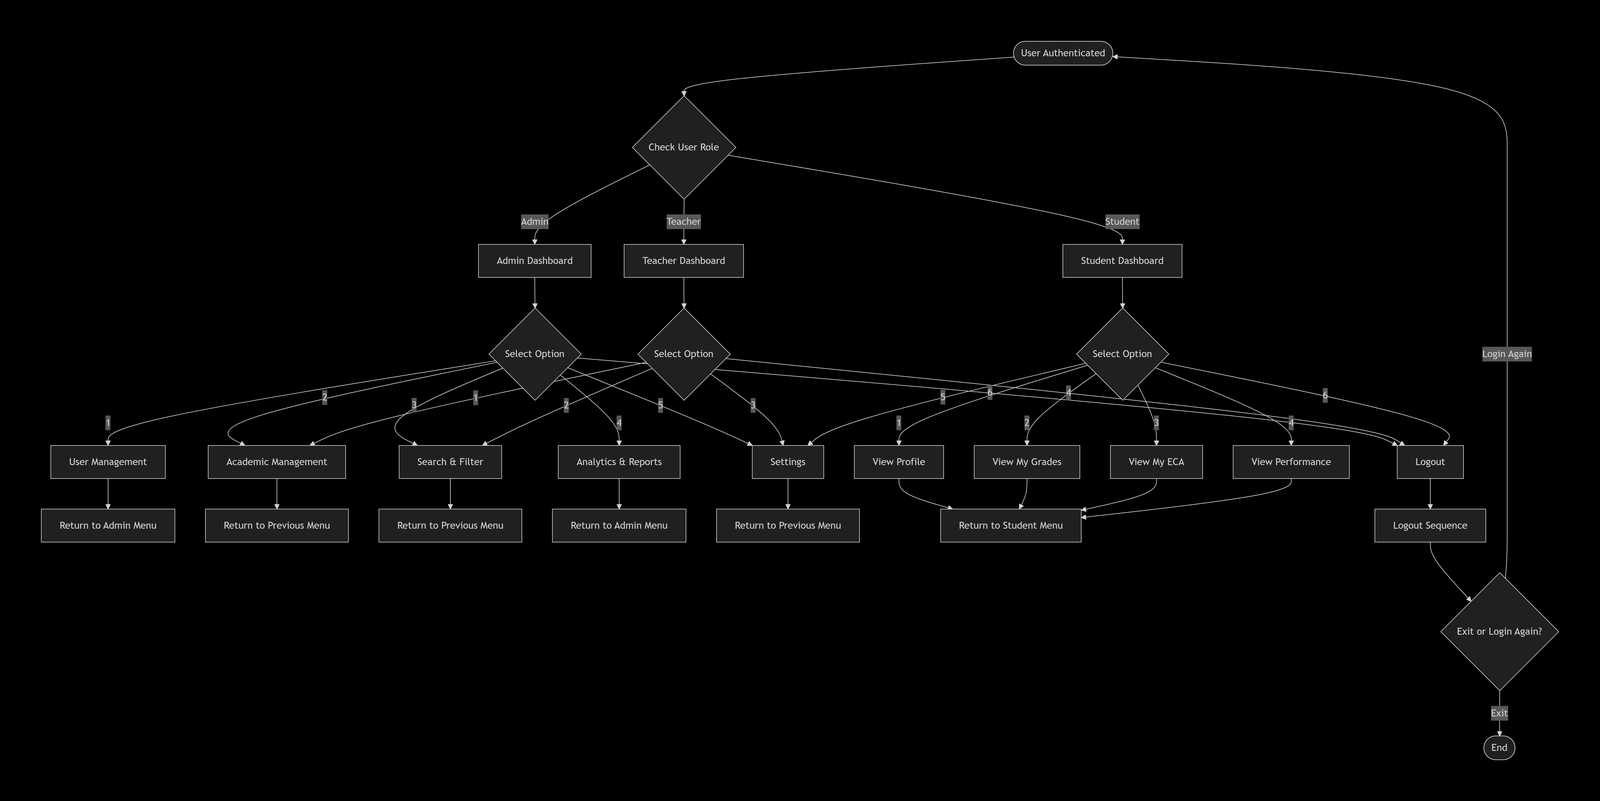 User Authenticated
Check User Role
Admin
Teacher
Student
Admin Dashboard
Teacher Dashboard
Student Dashboard
Select Option
Select Option
Select Option
Login Again
1
2
3
1
2
4
5
3
5
6
4
1
2
3
4
6
User Management
Academic Management
Search & Filter
Analytics & Reports
Settings
View Profile
View My Grades
View My ECA
View Performance
Logout
Return to Admin Menu
Return to Previous Menu
Return to Previous Menu
Return to Admin Menu
Return to Previous Menu
Return to Student Menu
Logout Sequence
Exit or Login Again?
Exit
End